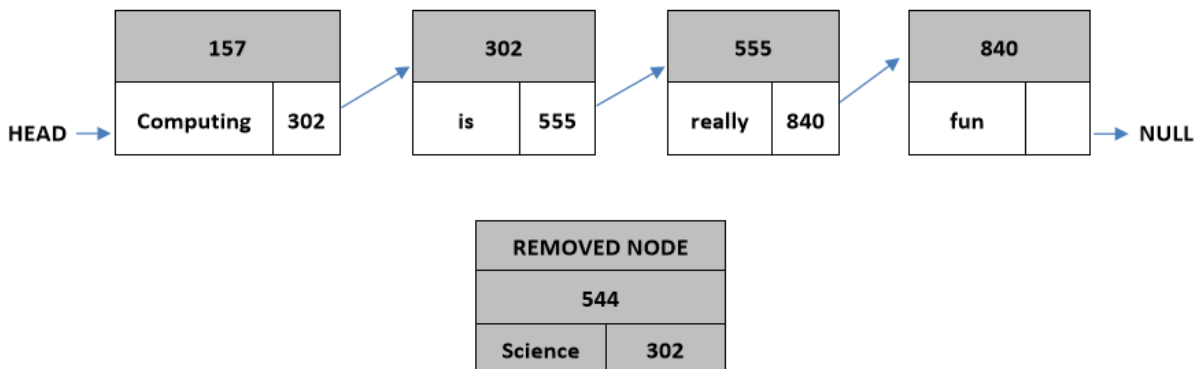 157 302 555 840
HEAD Computing 302 is 555 really 840 fun NULL
REMOVED NODE
544
Science 302